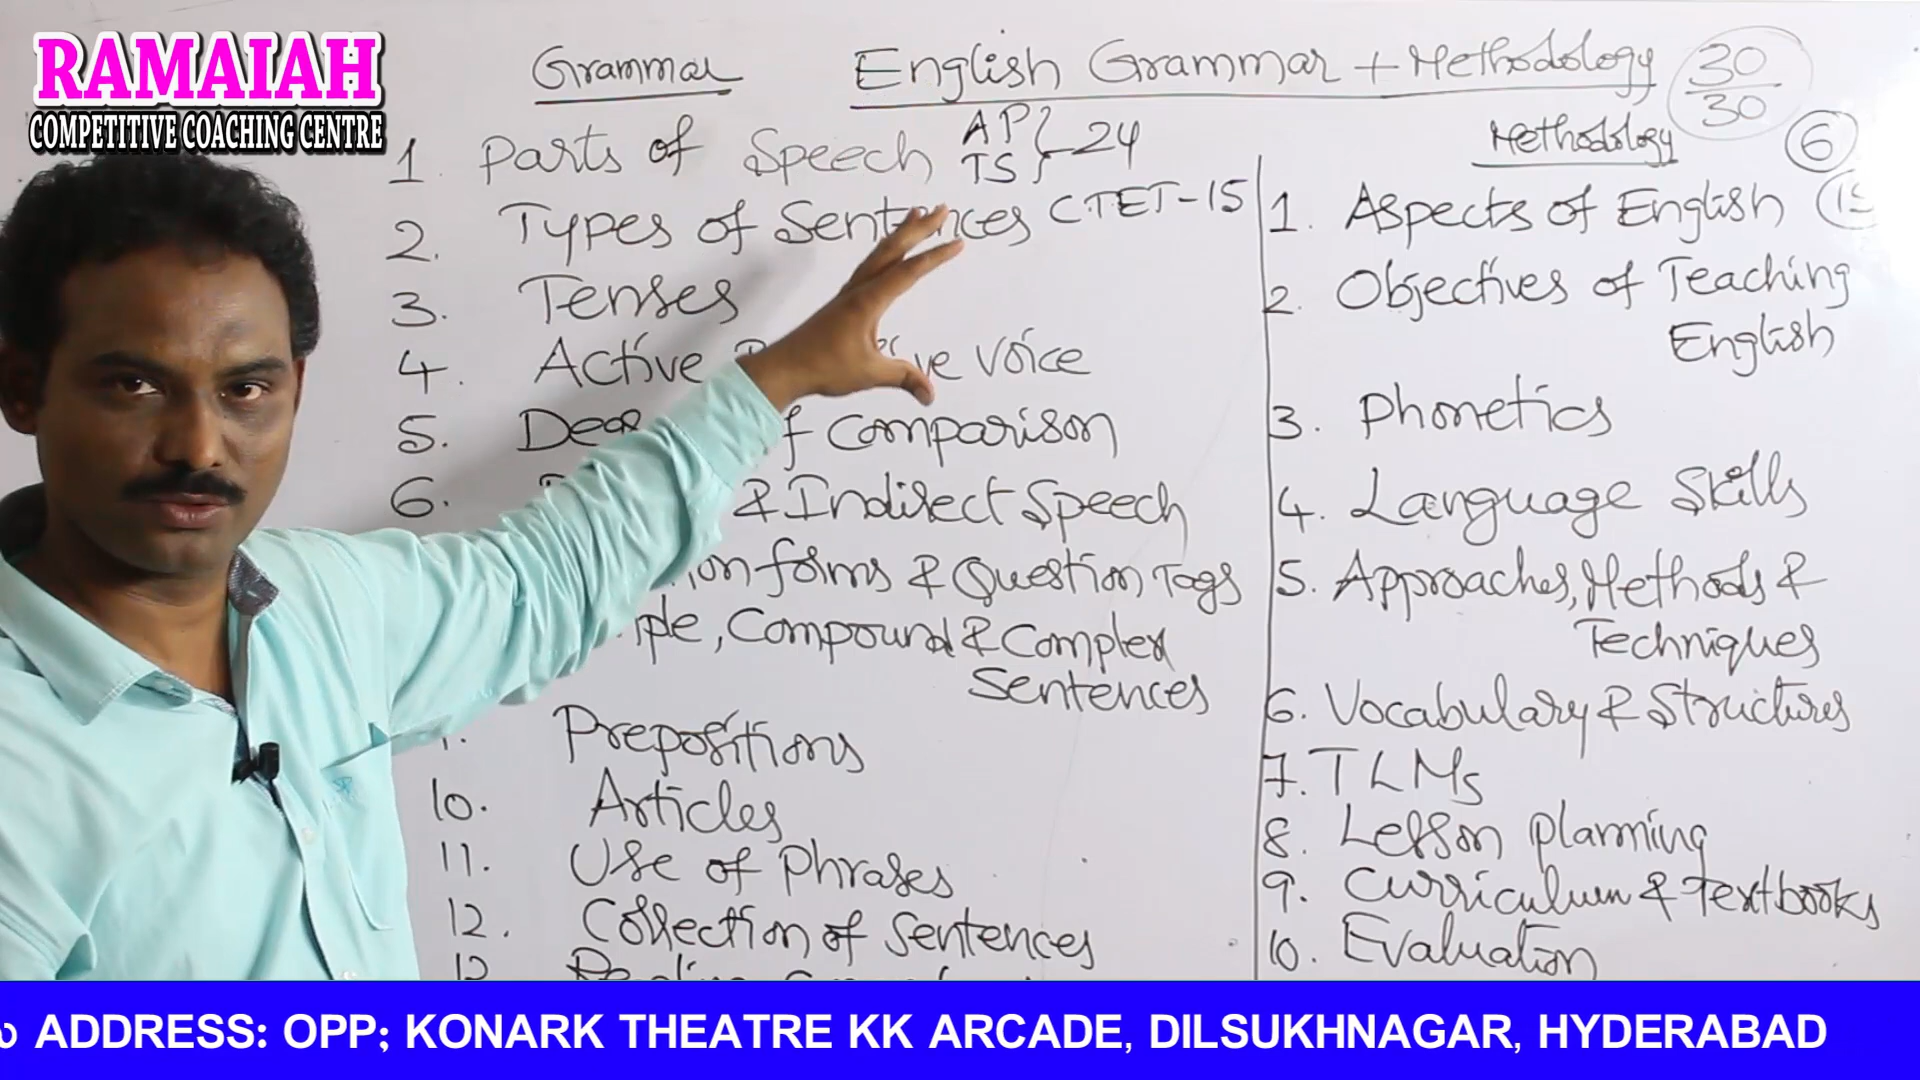 RAMAIAH
COMPETITIVE COACHING CENTRE
Grammar
English Grammar + Methodology
30
30
1. Parts of Speech
AP
TS
24
2. Types of Sentences
CTET-15
3. Tenses
4. Active voice
5. of Comparison
6. & Indirect Speech
forms & Question Tags
, Compound & Complex
Sentences
Prepositions
10. Articles
11. Use of Phrases
12. Collection of Sentences
Methodology
6
1. Aspects of English
15
2. Objectives of Teaching
English
3. Phonetics
4. Language Skills
5. Approaches, Methods &
Techniques
6. Vocabulary & Structures
7. TLMs
8. Lesson planning
9. Curriculum & Textbooks
10. Evaluation
ADDRESS: OPP; KONARK THEATRE KK ARCADE, DILSUKHNAGAR, HYDERABAD